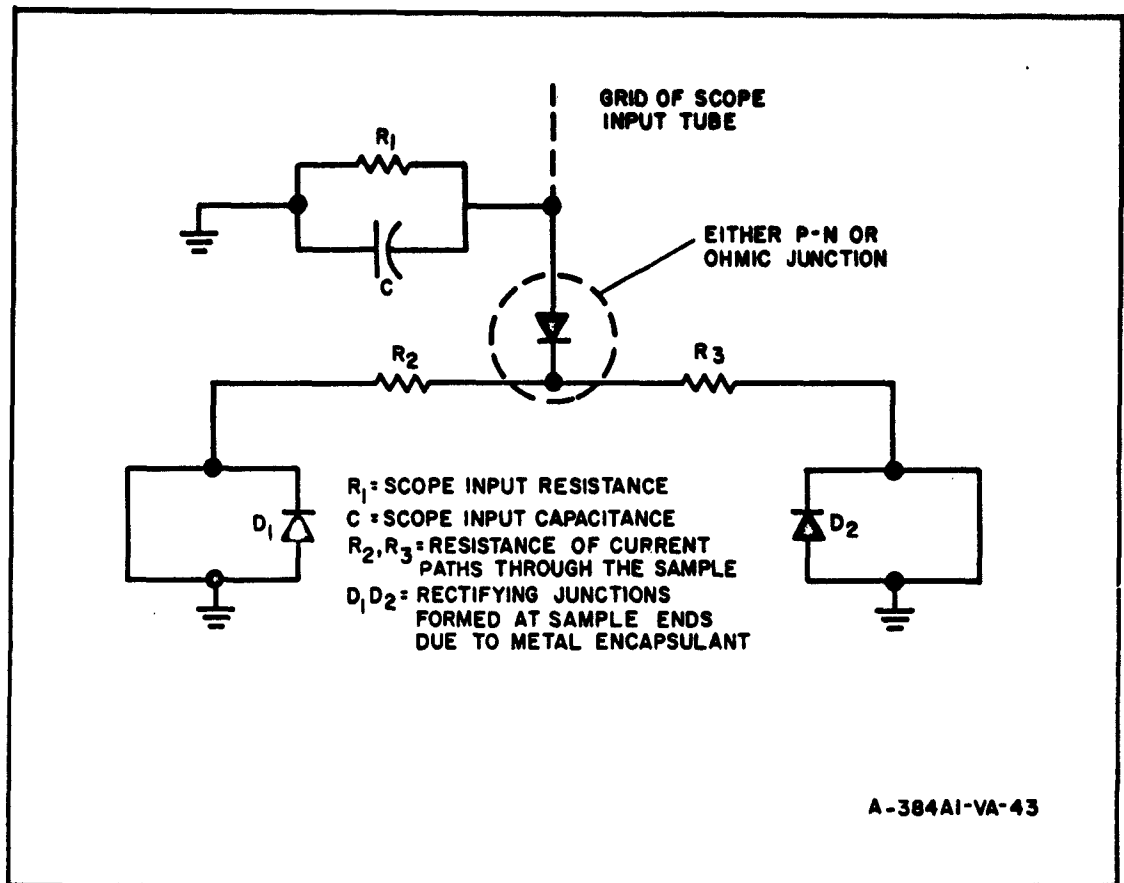 GRID OF SCOPE
INPUT TUBE
R₁
C
EITHER P-N OR
OHMIC JUNCTION
R₂
R₃
D₁
D₂
R₁ = SCOPE INPUT RESISTANCE
C = SCOPE INPUT CAPACITANCE
R₂, R₃ = RESISTANCE OF CURRENT
PATHS THROUGH THE SAMPLE
D₁ D₂ = RECTIFYING JUNCTIONS
FORMED AT SAMPLE ENDS
DUE TO METAL ENCAPSULANT
A-384A1-VA-43